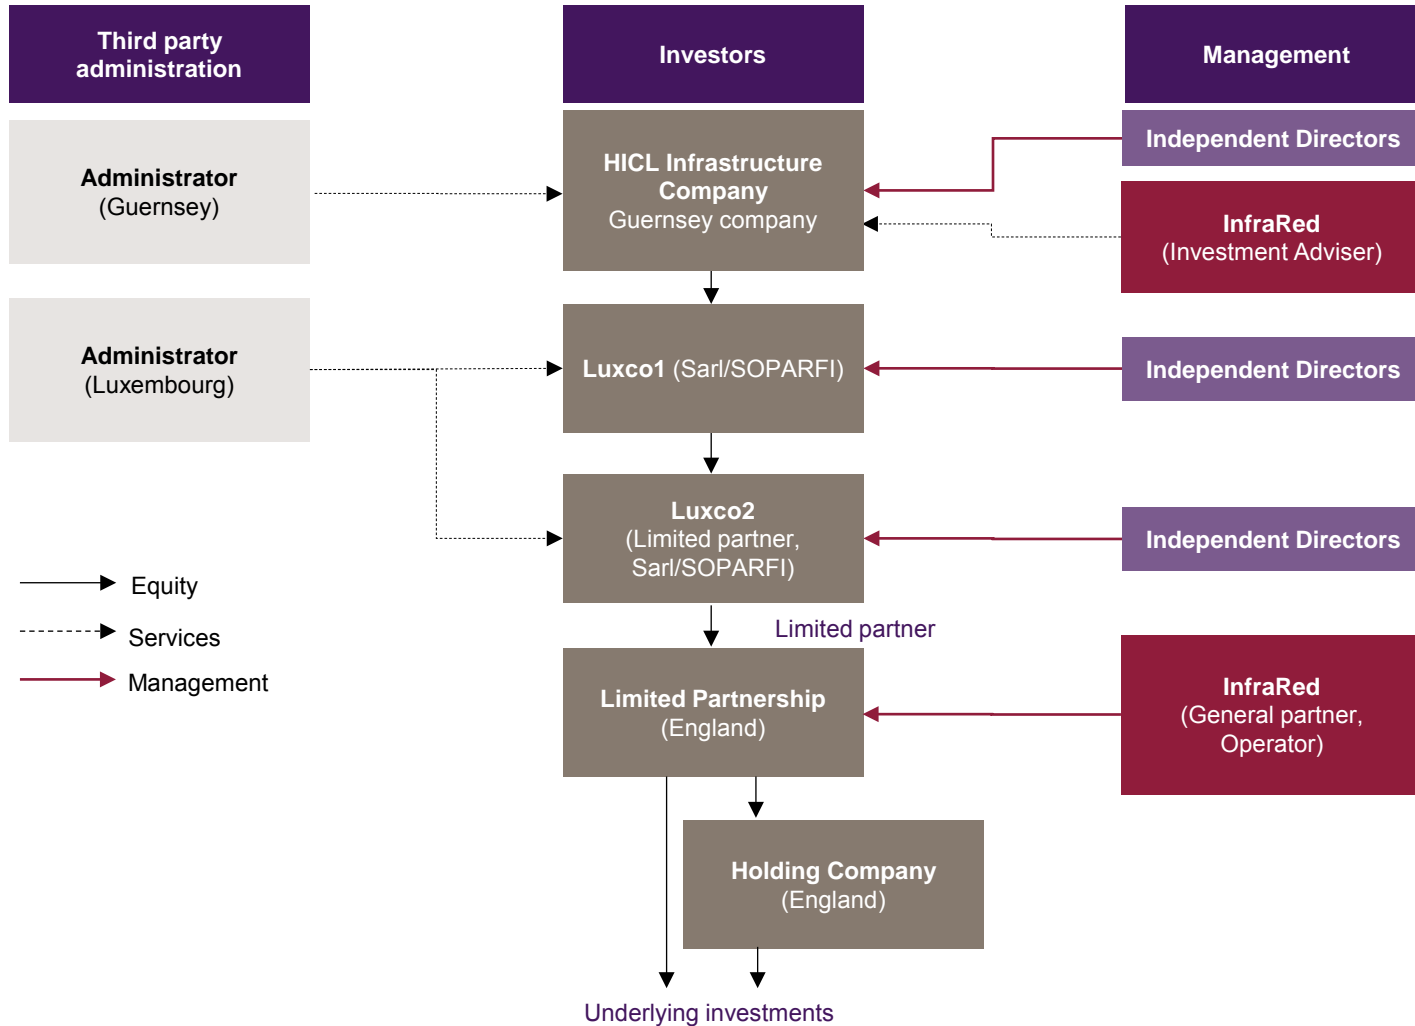 Third party
administration
Investors
Management
Administrator
(Guernsey)
HICL Infrastructure
Company
Guernsey company
Independent Directors
InfraRed
(Investment Adviser)
Administrator
(Luxembourg)
Luxco1 (Sarl/SOPARFI)
Independent Directors
Luxco2
(Limited partner,
Sarl/SOPARFI)
Independent Directors
Equity
Services
Management
Limited partner
Limited Partnership
(England)
InfraRed
(General partner,
Operator)
Holding Company
(England)
Underlying investments